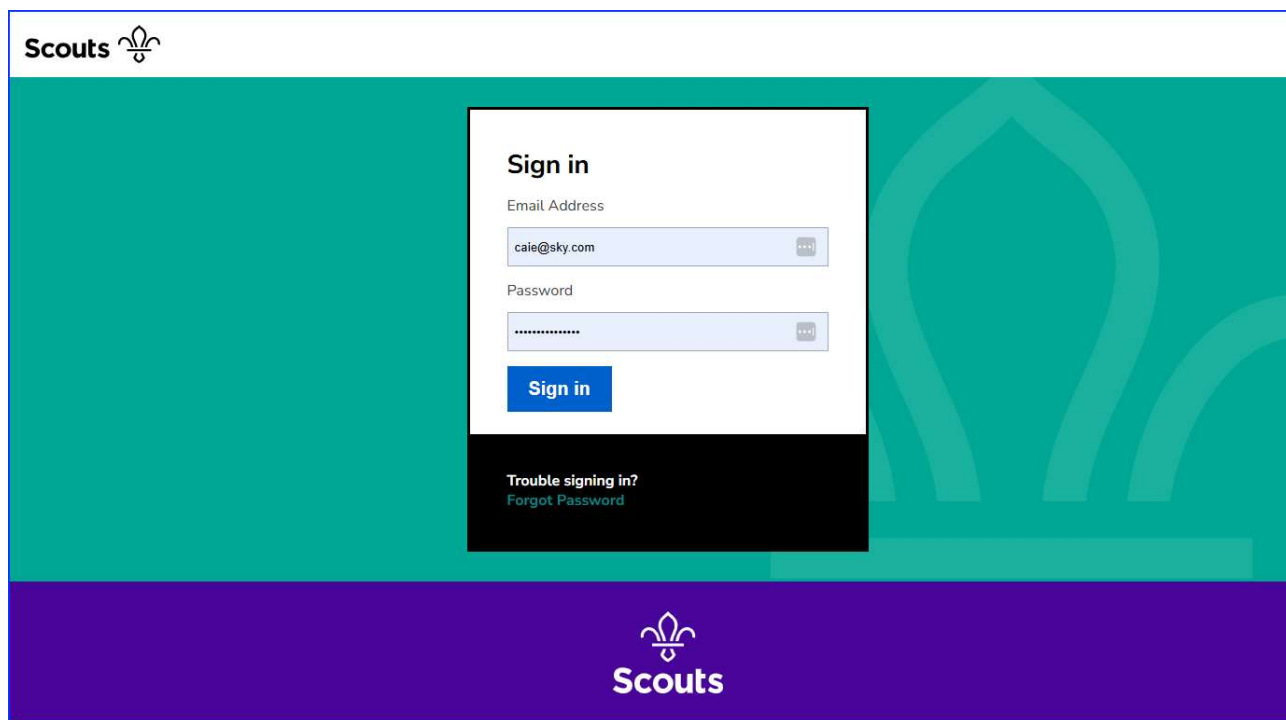 Scouts
Sign in
Email Address
caie@sky.com
Password
Sign in
Trouble signing in?
Forgot Password
Scouts